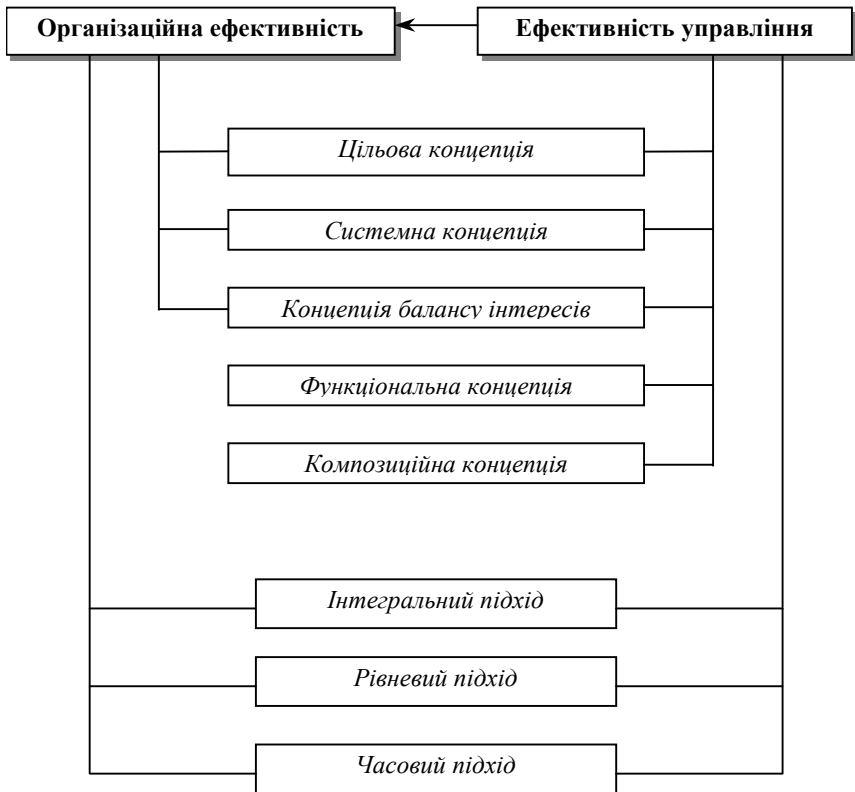 Організаційна ефективність
Ефективність управління
Цільова концепція
Системна концепція
Концепція балансу інтересів
Функціональна концепція
Композиційна концепція
Інтегральний підхід
Рівневий підхід
Часовий підхід